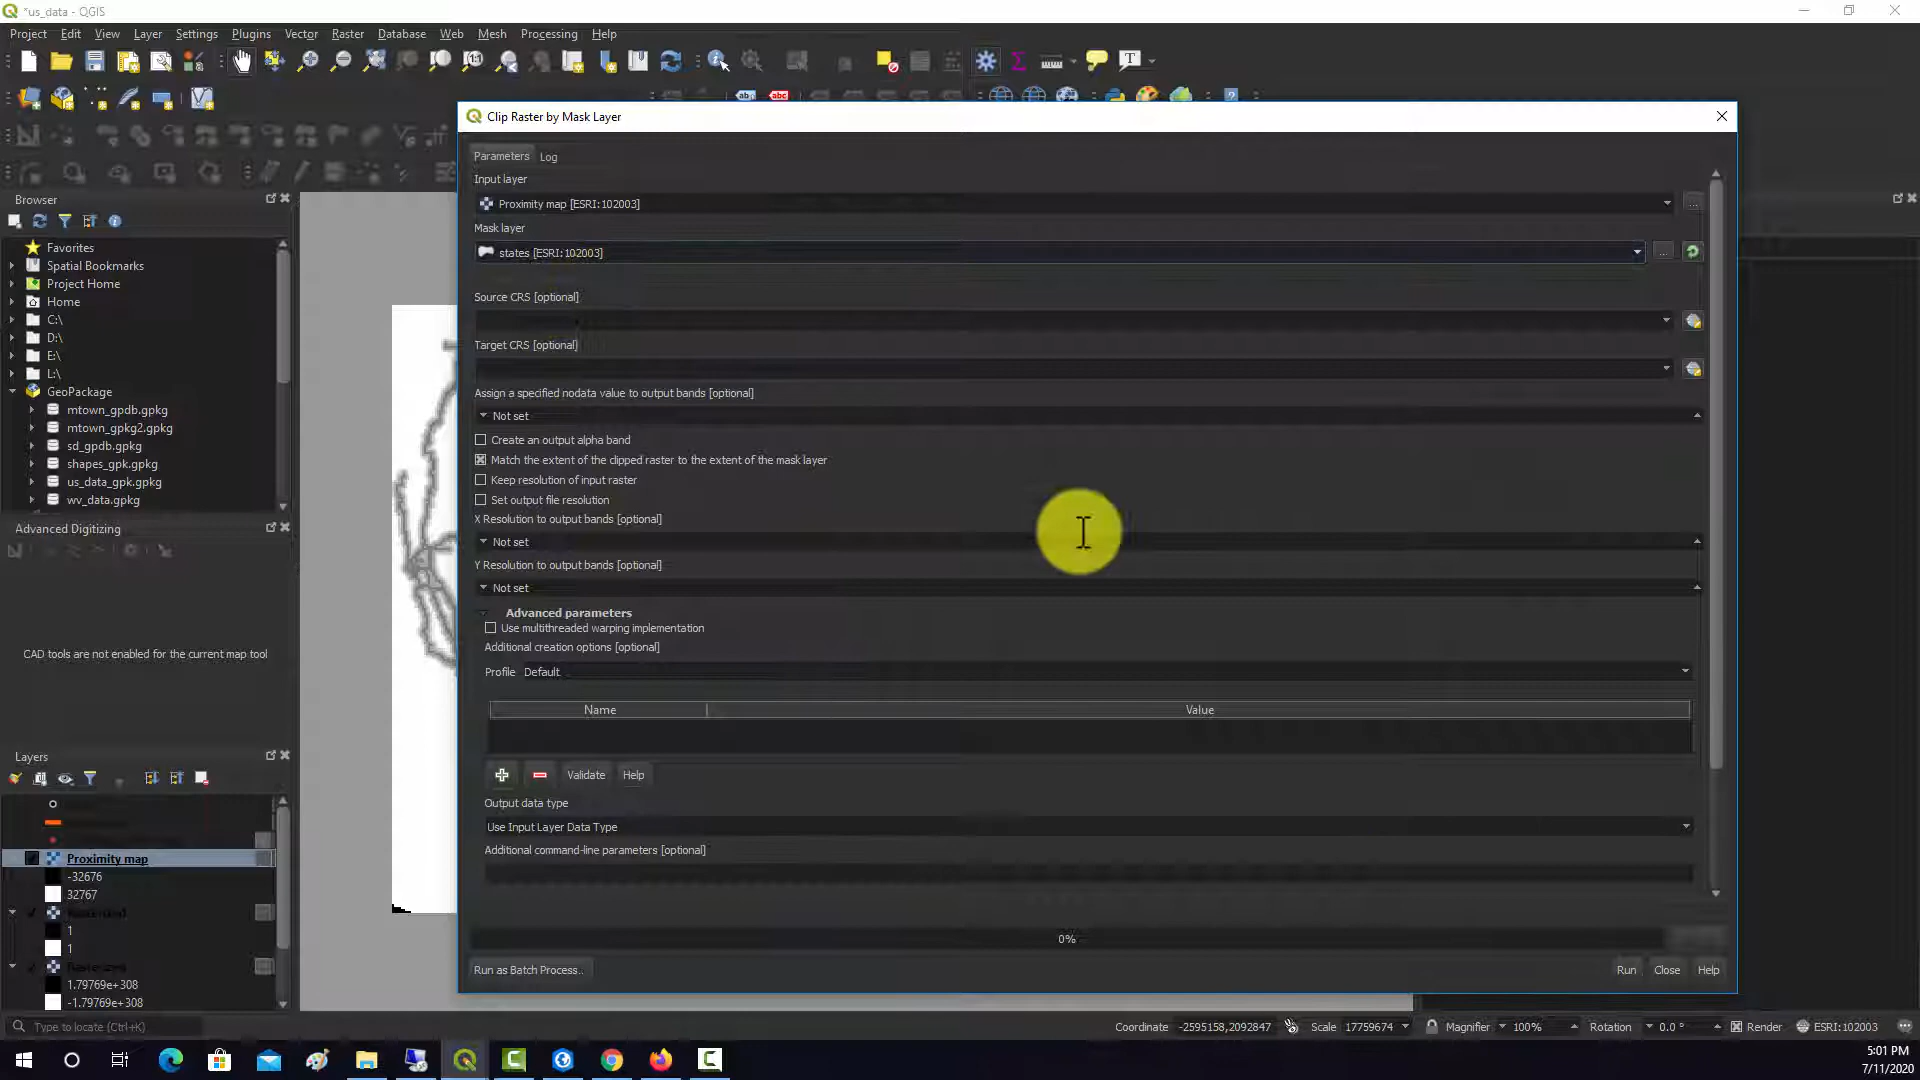 *us_data - QGIS
Project Edit View Layer Settings Plugins Vector Raster Database Web Mesh Processing Help
Clip Raster by Mask Layer
Parameters Log
Input layer
Proximity map [ESRI:102003]
Mask layer
states [ESRI:102003]
Source CRS [optional]
Target CRS [optional]
Assign a specified nodata value to output bands [optional]
Not set
Create an output alpha band
Match the extent of the clipped raster to the extent of the mask layer
Keep resolution of input raster
Set output file resolution
X Resolution to output bands [optional]
Not set
Y Resolution to output bands [optional]
Not set
Advanced parameters
Use multithreaded warping implementation
Additional creation options [optional]
Profile Default
Name Value
Validate Help
Output data type
Use Input Layer Data Type
Additional command-line parameters [optional]
0%
Run as Batch Process...
Run Close Help
Browser
Favorites
Spatial Bookmarks
Project Home
Home
C:\
D:\
E:\
L:\
GeoPackage
mtown_gpdb.gpkg
mtown_gpkg2.gpkg
sd_gpdb.gpkg
shapes_gpk.gpkg
us_data_gpk.gpkg
wv_data.gpkg
Advanced Digitizing
CAD tools are not enabled for the current map tool
Layers
Proximity map
-32676
32767
1
1
1.79769e+308
-1.79769e+308
Type to locate (Ctrl+K)
Coordinate -2595158,2092847 Scale 17759674 Magnifier 100% Rotation 0.0 ° Render ESRI:102003
5:01 PM
7/11/2020